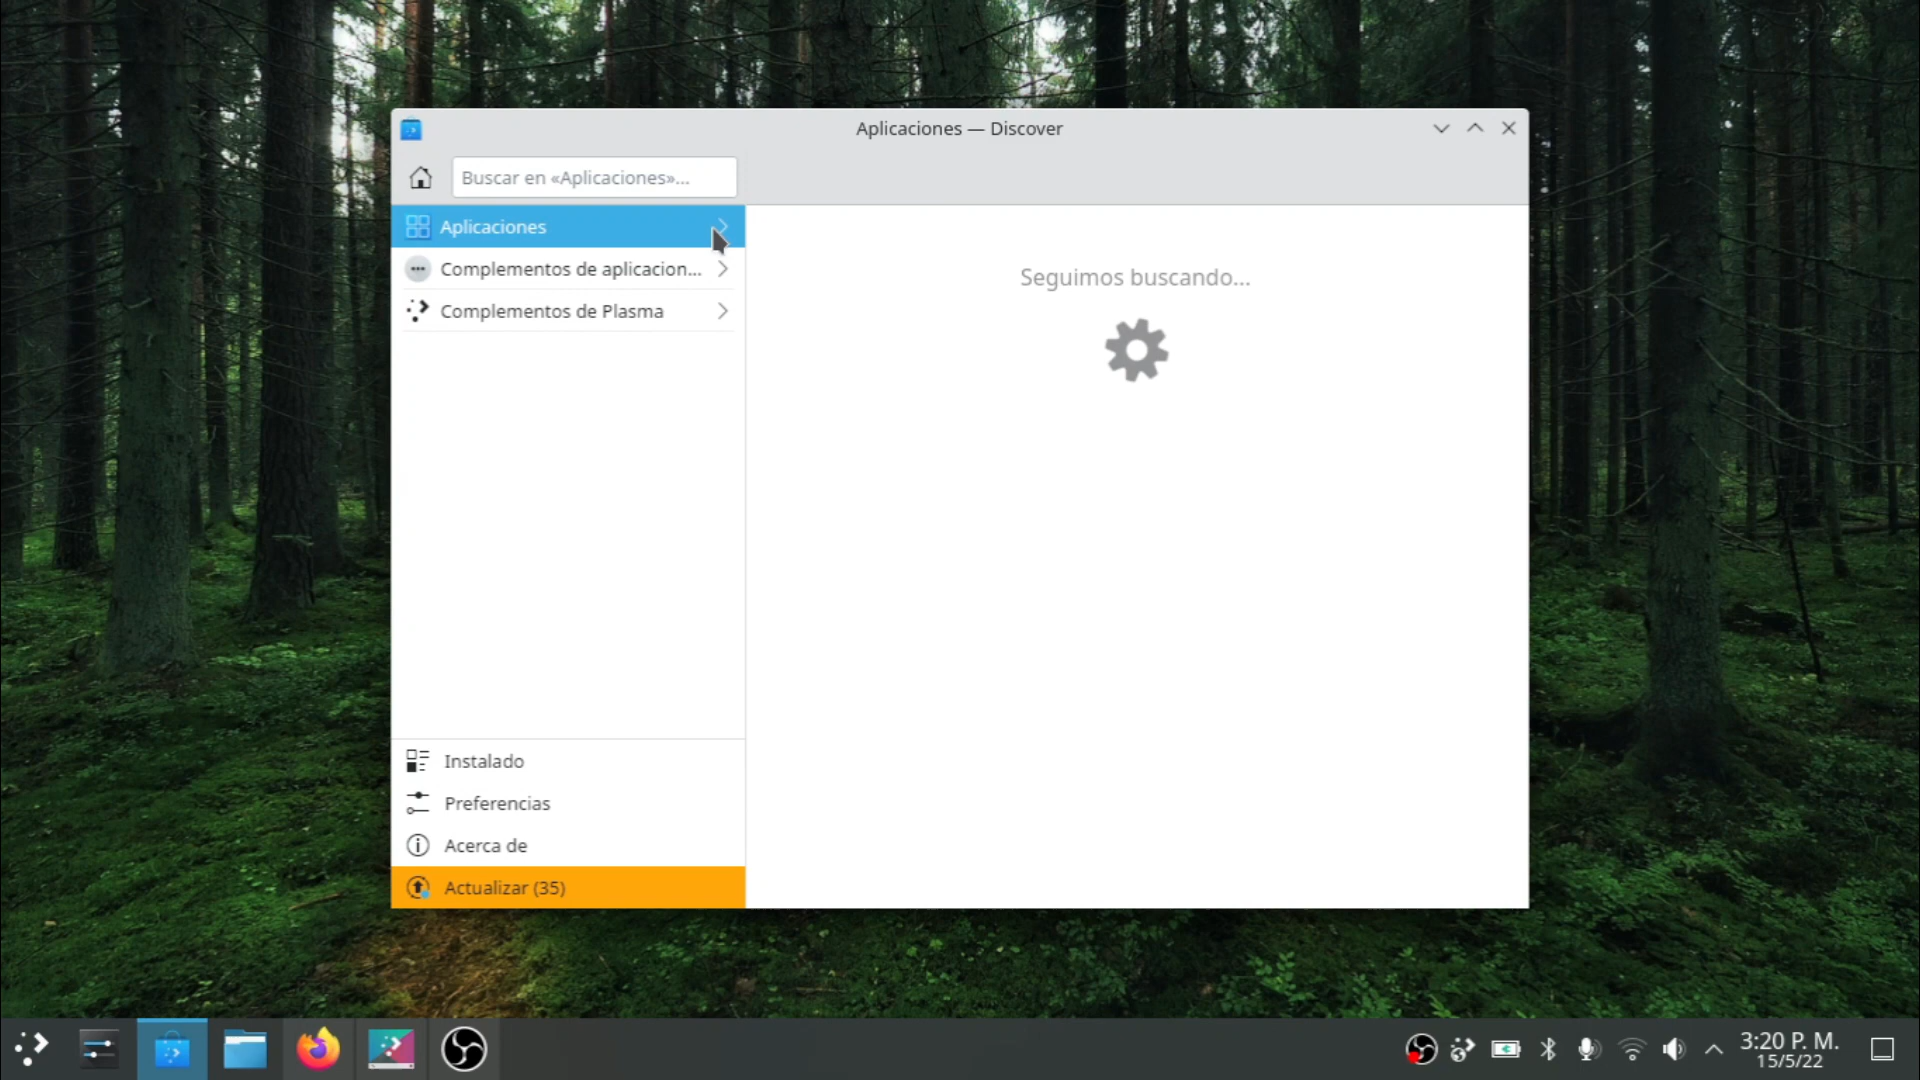 Aplicaciones — Discover
Buscar en «Aplicaciones»...
Aplicaciones
Complementos de aplicacion...
Complementos de Plasma
Seguimos buscando...
Instalado
Preferencias
Acerca de
Actualizar (35)
3:20 P. M.
15/5/22